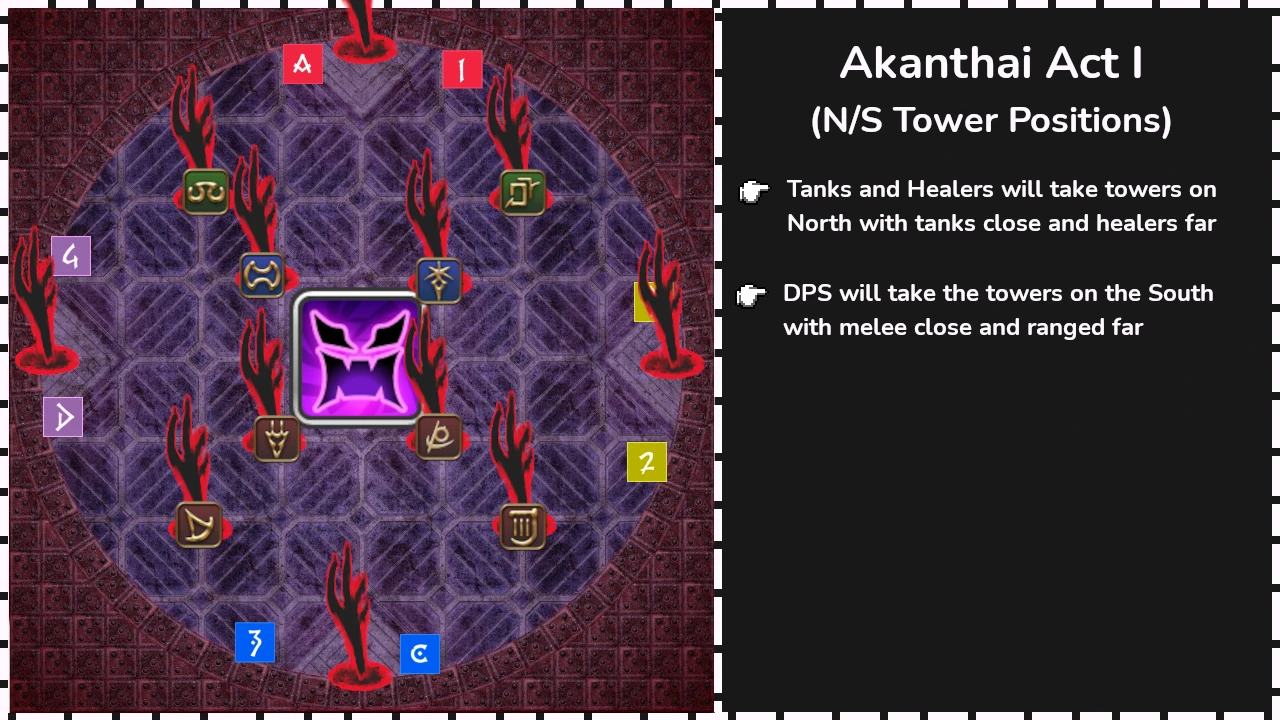 Akanthai Act I
(N/S Tower Positions)
Tanks and Healers will take towers on
North with tanks close and healers far
DPS will take the towers on the South
with melee close and ranged far
A
1
4
D
2
3
C